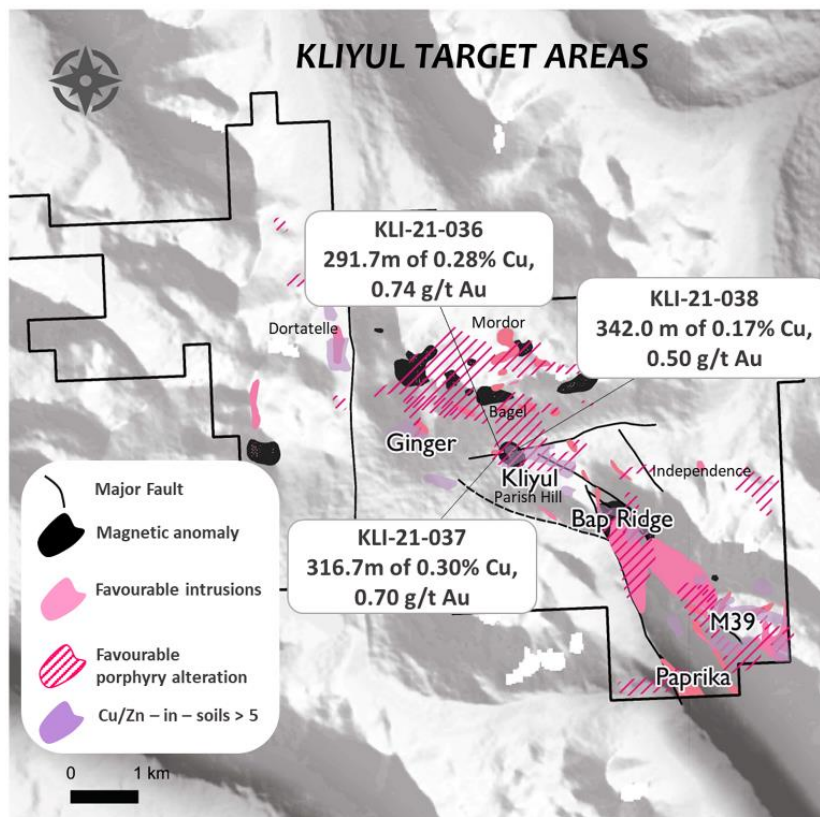 KLIYUL TARGET AREAS
KLI-21-036
291.7m of 0.28% Cu,
0.74 g/t Au
KLI-21-038
342.0 m of 0.17% Cu,
0.50 g/t Au
Dortatelle
Mordor
Bagel
Ginger
Kliyul
Parish Hill
Independence
Bap Ridge
KLI-21-037
316.7m of 0.30% Cu,
0.70 g/t Au
M39
Paprika
Major Fault
Magnetic anomaly
Favourable intrusions
Favourable
porphyry alteration
Cu/Zn – in – soils > 5
0 1 km